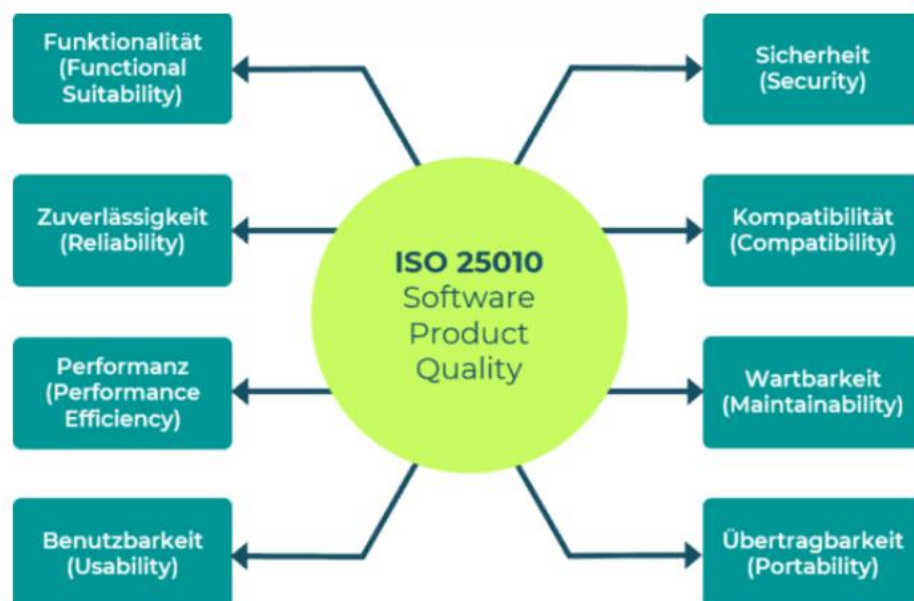 Funktionalität
(Functional
Suitability)
Zuverlässigkeit
(Reliability)
Performanz
(Performance
Efficiency)
Benutzbarkeit
(Usability)
ISO 25010
Software
Product
Quality
Sicherheit
(Security)
Kompatibilität
(Compatibility)
Wartbarkeit
(Maintainability)
Übertragbarkeit
(Portability)